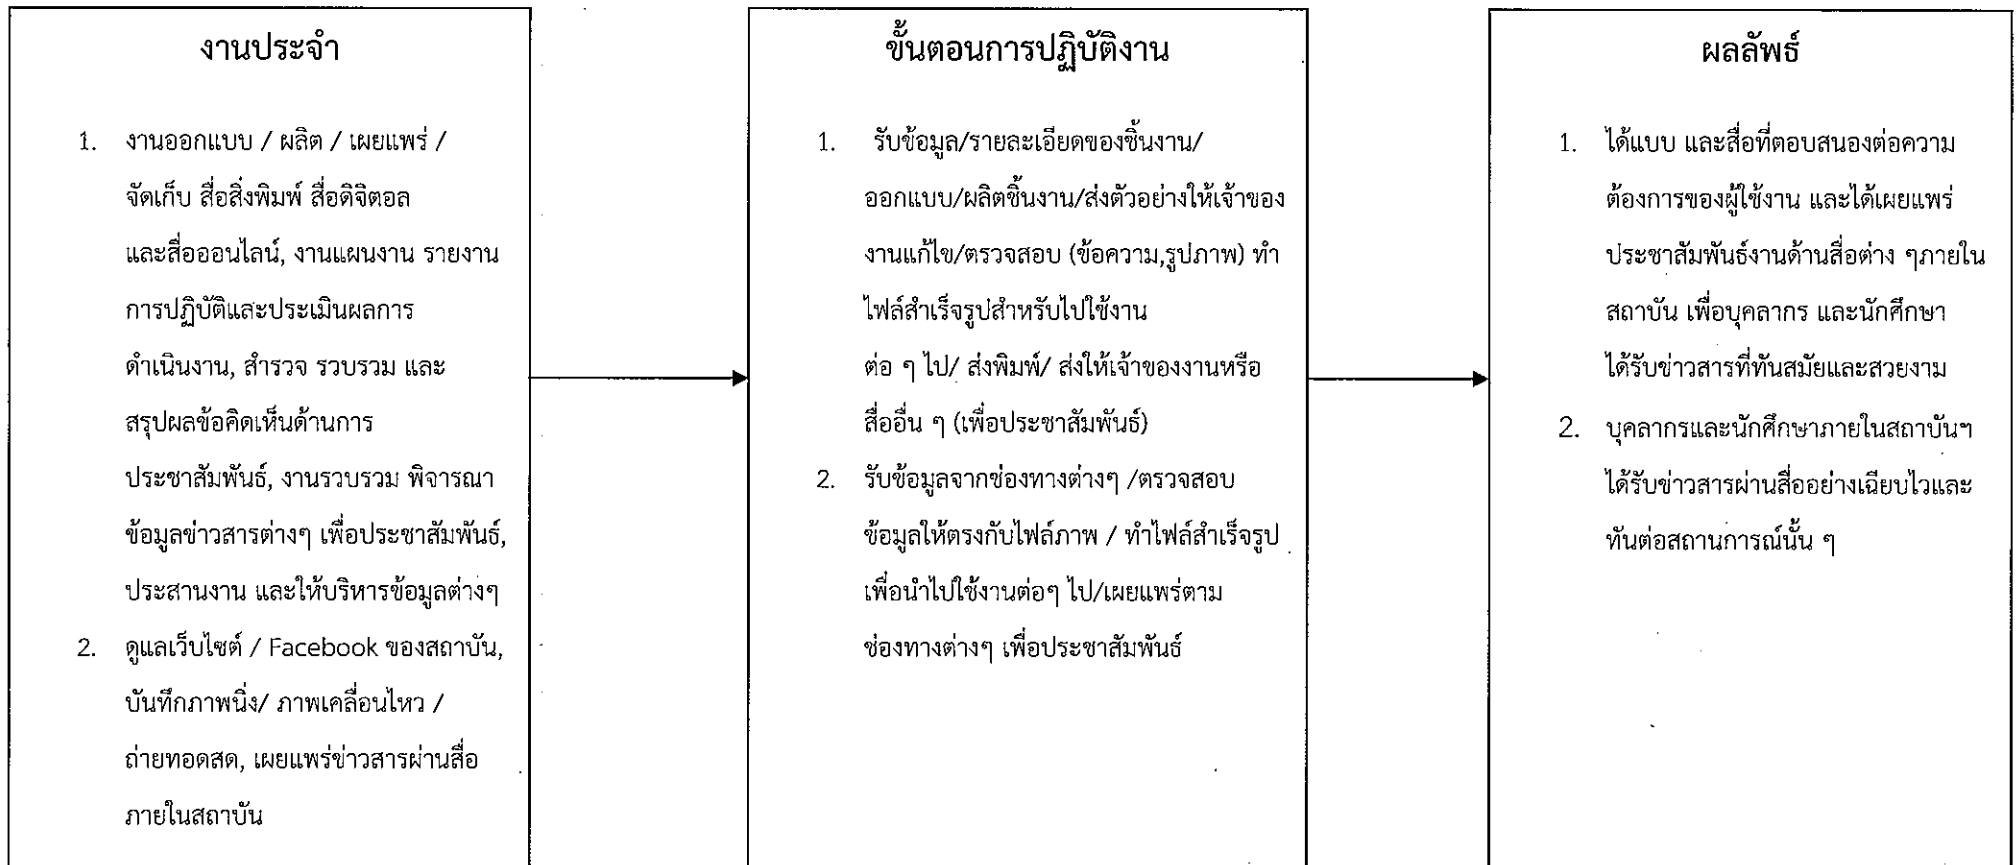 งานประจำ
1. งานออกแบบ / ผลิต / เผยแพร่ /
จัดเก็บ สื่อสิ่งพิมพ์ สื่อดิจิตอล
และสื่อออนไลน์, งานแผนงาน รายงาน
การปฏิบัติและประเมินผลการ
ดำเนินงาน, สำรวจ รวบรวม และ
สรุปผลข้อคิดเห็นด้านการ
ประชาสัมพันธ์, งานรวบรวม พิจารณา
ข้อมูลข่าวสารต่างๆ เพื่อประชาสัมพันธ์,
ประสานงาน และให้บริหารข้อมูลต่างๆ
2. ดูแลเว็บไซต์ / Facebook ของสถาบัน,
บันทึกภาพนิ่ง/ ภาพเคลื่อนไหว /
ถ่ายทอดสด, เผยแพร่ข่าวสารผ่านสื่อ
ภายในสถาบัน
ขั้นตอนการปฏิบัติงาน
1. รับข้อมูล/รายละเอียดของชิ้นงาน/
ออกแบบ/ผลิตชิ้นงาน/ส่งตัวอย่างให้เจ้าของ
งานแก้ไข/ตรวจสอบ (ข้อความ,รูปภาพ) ทำ
ไฟล์สำเร็จรูปสำหรับไปใช้งาน
ต่อ ๆ ไป/ ส่งพิมพ์/ ส่งให้เจ้าของงานหรือ
สื่ออื่น ๆ (เพื่อประชาสัมพันธ์)
2. รับข้อมูลจากช่องทางต่างๆ /ตรวจสอบ
ข้อมูลให้ตรงกับไฟล์ภาพ / ทำไฟล์สำเร็จรูป
เพื่อนำไปใช้งานต่อๆ ไป/เผยแพร่ตาม
ช่องทางต่างๆ เพื่อประชาสัมพันธ์
ผลลัพธ์
1. ได้แบบ และสื่อที่ตอบสนองต่อความ
ต้องการของผู้ใช้งาน และได้เผยแพร่
ประชาสัมพันธ์งานด้านสื่อต่าง ๆภายใน
สถาบัน เพื่อบุคลากร และนักศึกษา
ได้รับข่าวสารที่ทันสมัยและสวยงาม
2. บุคลากรและนักศึกษาภายในสถาบันฯ
ได้รับข่าวสารผ่านสื่ออย่างเฉียบไวและ
ทันต่อสถานการณ์นั้น ๆ